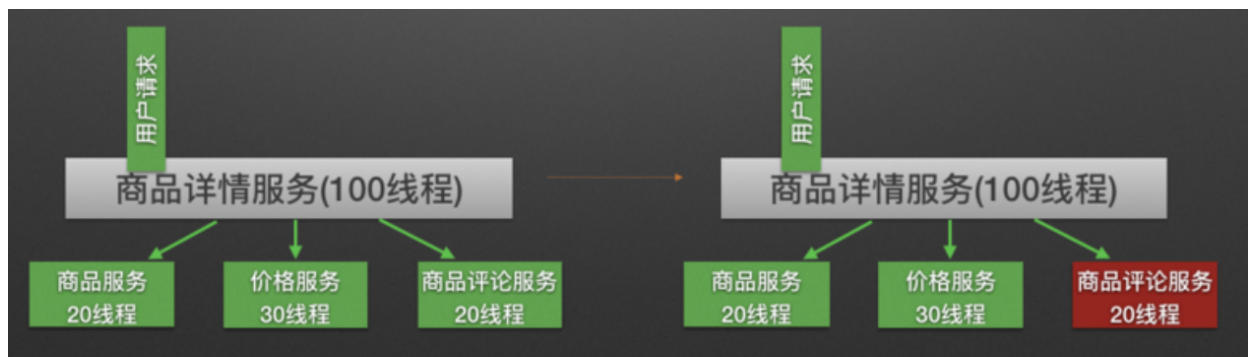 用户请求
商品详情服务(100线程)
商品服务
20线程
价格服务
30线程
商品评论服务
20线程
用户请求
商品详情服务(100线程)
商品服务
20线程
价格服务
30线程
商品评论服务
20线程